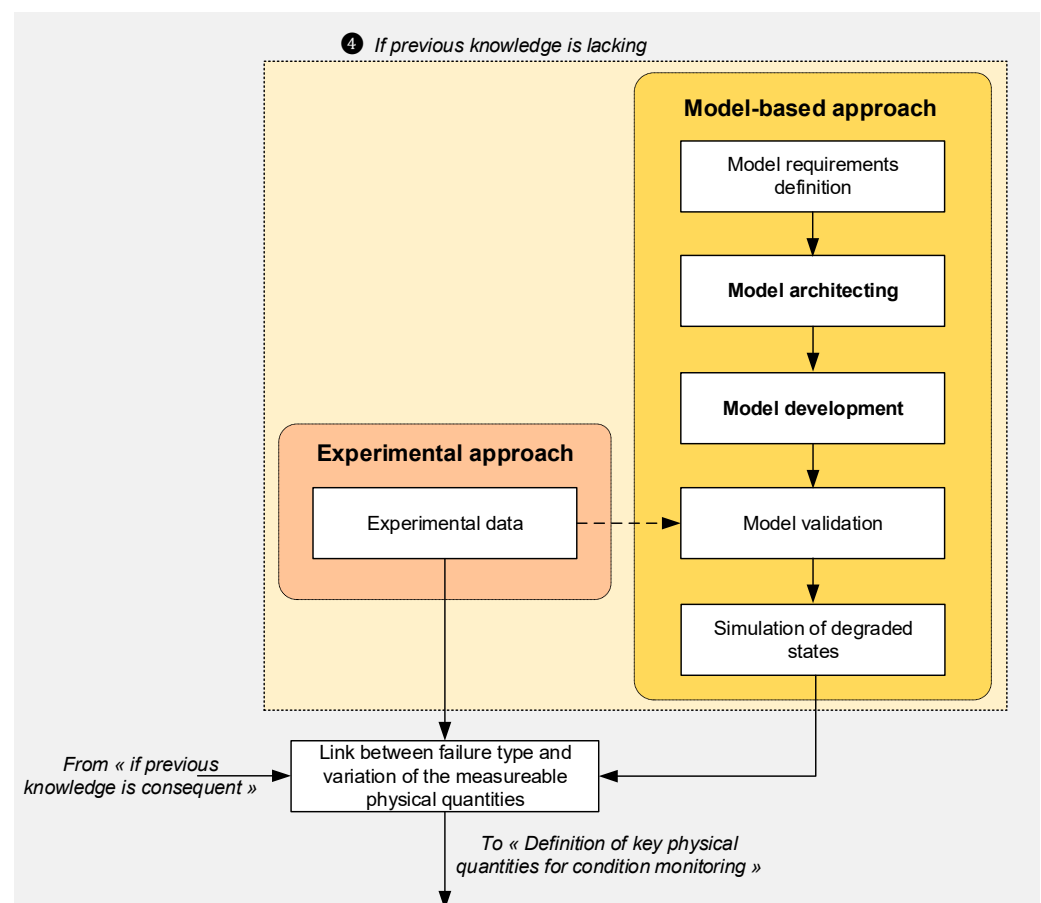 4 If previous knowledge is lacking
Model-based approach
Model requirements
definition
Model architecting
Model development
Experimental approach
Experimental data
Model validation
Simulation of degraded
states
Link between failure type and
variation of the measureable
physical quantities
From « if previous
knowledge is consequent »
To « Definition of key physical
quantities for condition monitoring »